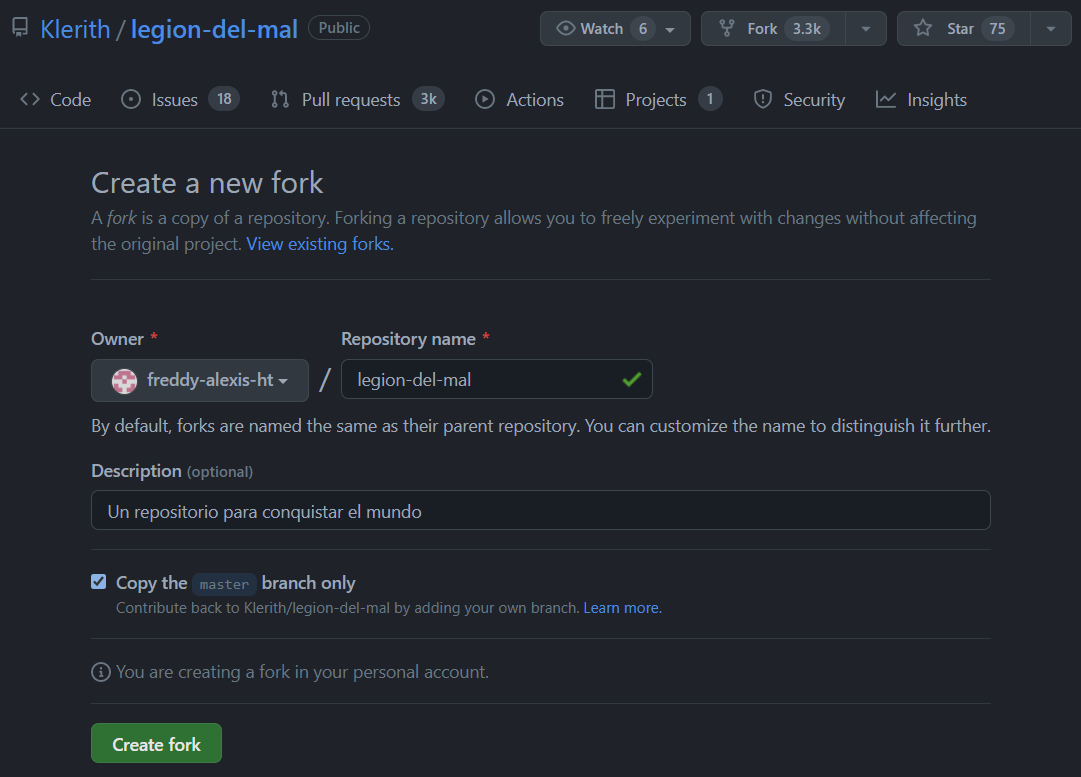 Klerith / legion-del-mal Public Watch 6 Fork 3.3k Star 75
Code Issues 18 Pull requests 3k Actions Projects 1 Security Insights
Create a new fork
A fork is a copy of a repository. Forking a repository allows you to freely experiment with changes without affecting
the original project. View existing forks.
Owner * Repository name *
freddy-alexis-ht / legion-del-mal
By default, forks are named the same as their parent repository. You can customize the name to distinguish it further.
Description (optional)
Un repositorio para conquistar el mundo
Copy the master branch only
Contribute back to Klerith/legion-del-mal by adding your own branch. Learn more.
You are creating a fork in your personal account.
Create fork